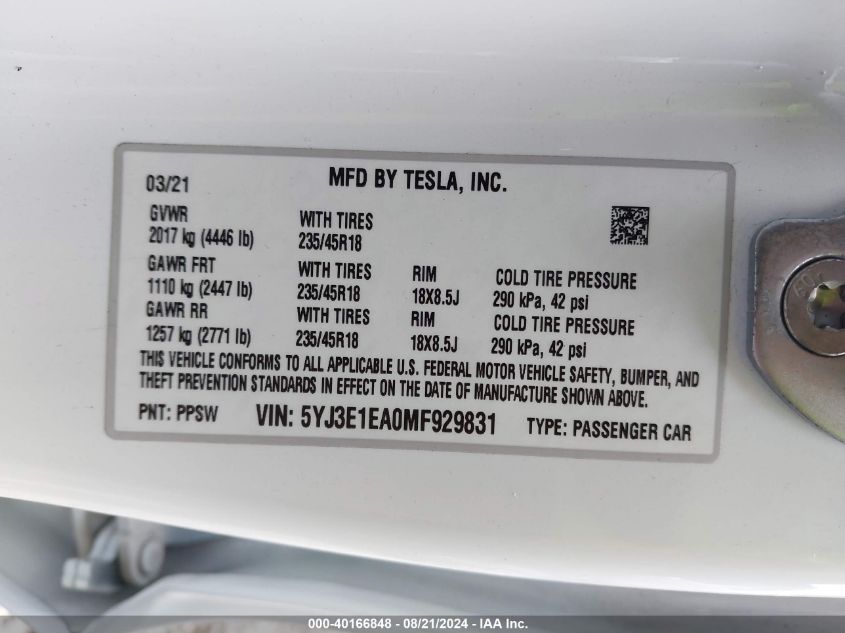 03/21 MFD BY TESLA, INC.
GVWR WITH TIRES
2017 kg (4446 lb) 235/45R18
GAWR FRT WITH TIRES RIM COLD TIRE PRESSURE
1110 kg (2447 lb) 235/45R18 18X8.5J 290 kPa, 42 psi
GAWR RR WITH TIRES RIM COLD TIRE PRESSURE
1257 kg (2771 lb) 235/45R18 18X8.5J 290 kPa, 42 psi
THIS VEHICLE CONFORMS TO ALL APPLICABLE U.S. FEDERAL MOTOR VEHICLE SAFETY, BUMPER, AND
THEFT PREVENTION STANDARDS IN EFFECT ON THE DATE OF MANUFACTURE SHOWN ABOVE.
PNT: PPSW VIN: 5YJ3E1EA0MF929831 TYPE: PASSENGER CAR
000-40166848 - 08/21/2024 - IAA Inc.